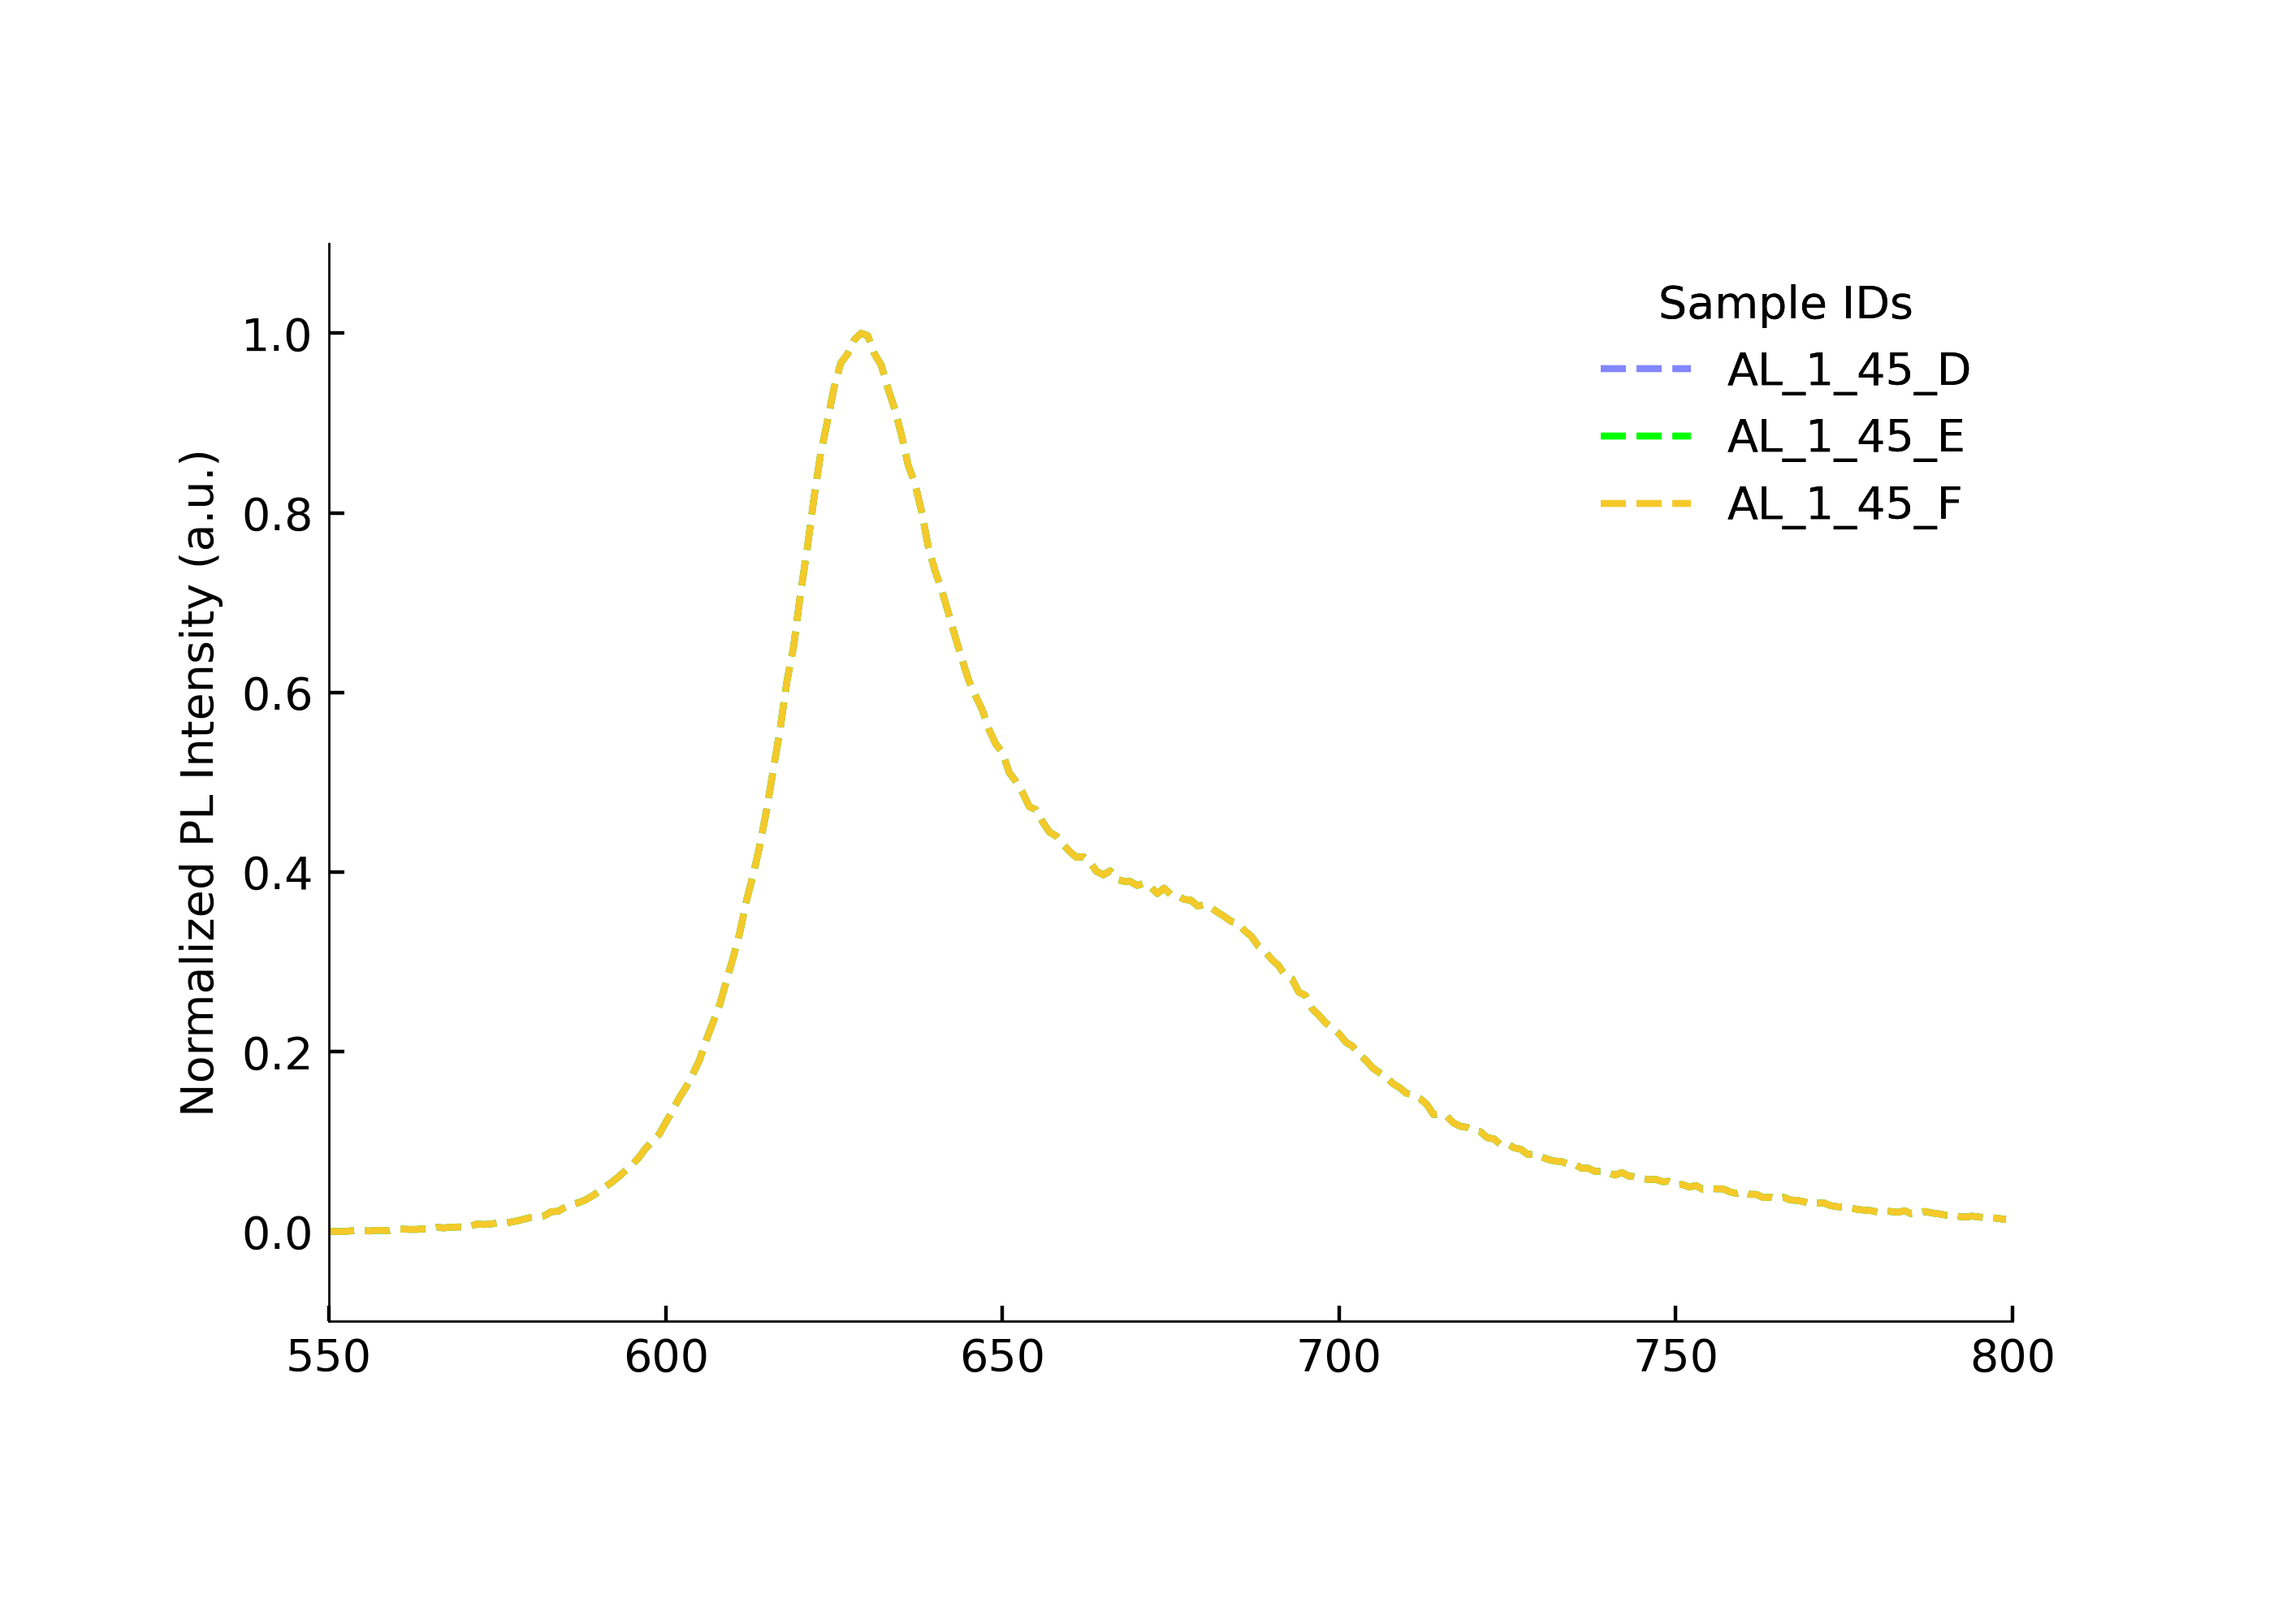 Sample IDs
AL_1_45_D
AL_1_45_E
AL_1_45_F
Normalized PL Intensity (a.u.)
1.0
0.8
0.6
0.4
0.2
0.0
550 600 650 700 750 800